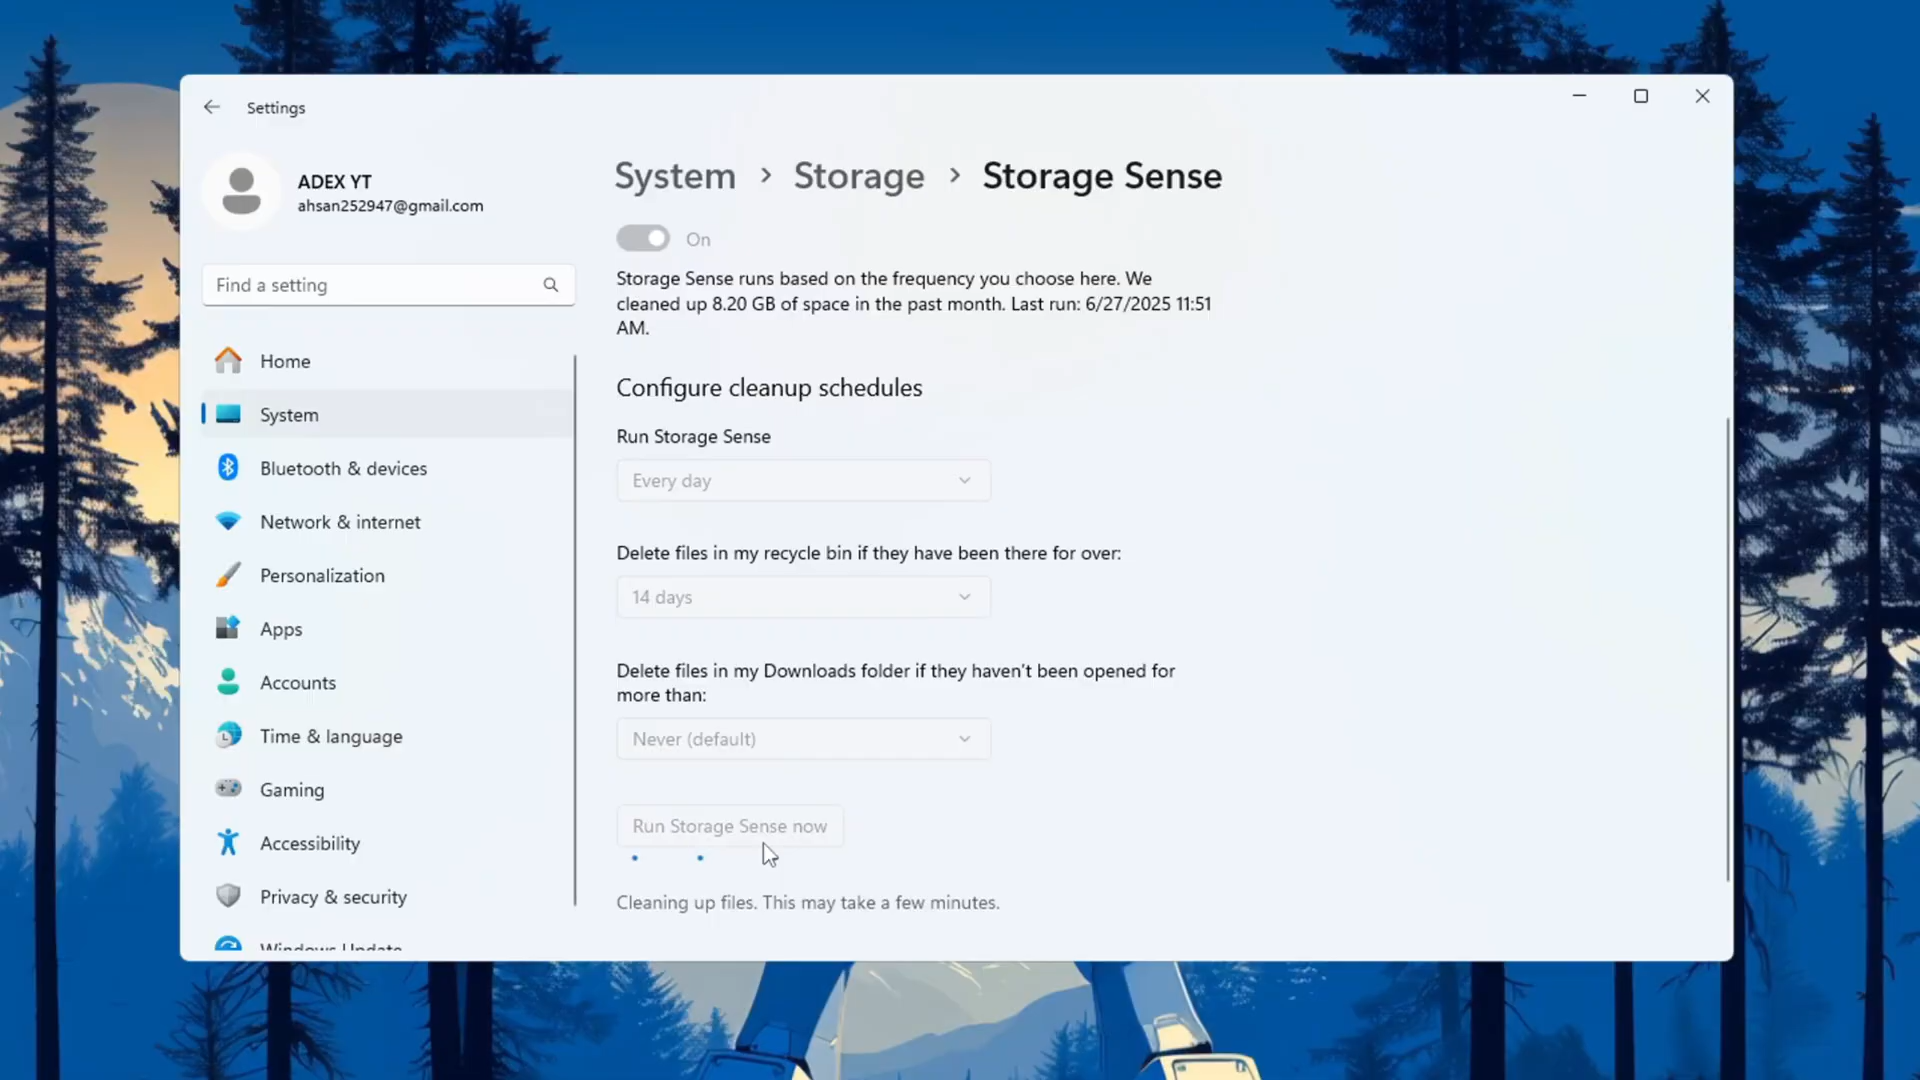 Settings
ADEX YT
ahsan252947@gmail.com
Find a setting
Home
System
Bluetooth & devices
Network & internet
Personalization
Apps
Accounts
Time & language
Gaming
Accessibility
Privacy & security
Windows Update
System > Storage > Storage Sense
On
Storage Sense runs based on the frequency you choose here. We
cleaned up 8.20 GB of space in the past month. Last run: 6/27/2025 11:51
AM.
Configure cleanup schedules
Run Storage Sense
Every day
Delete files in my recycle bin if they have been there for over:
14 days
Delete files in my Downloads folder if they haven't been opened for
more than:
Never (default)
Run Storage Sense now
Cleaning up files. This may take a few minutes.